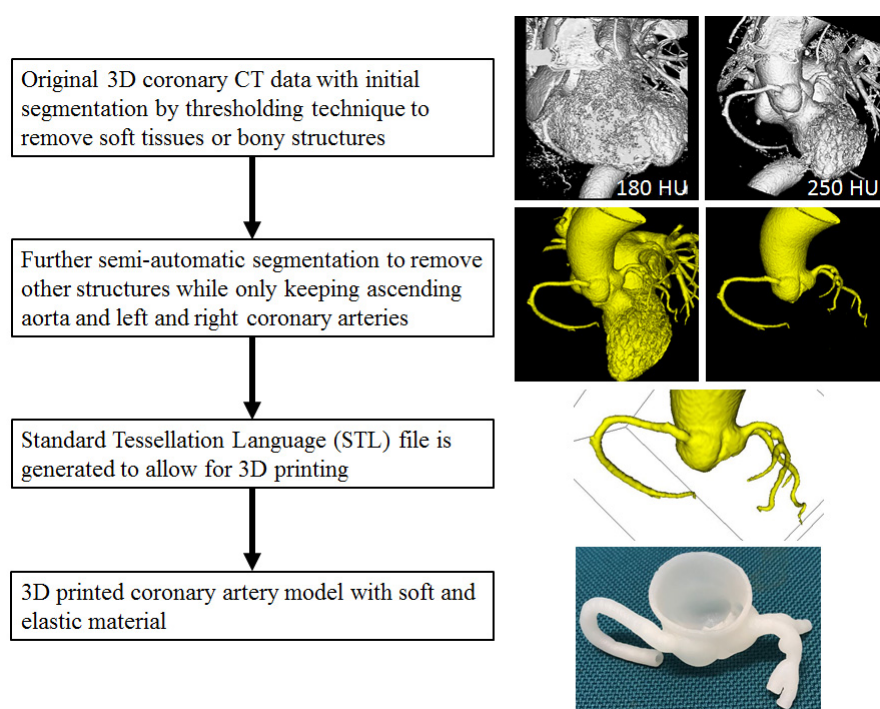 Original 3D coronary CT data with initial
segmentation by thresholding technique to
remove soft tissues or bony structures
180 HU
250 HU
Further semi-automatic segmentation to remove
other structures while only keeping ascending
aorta and left and right coronary arteries
Standard Tessellation Language (STL) file is
generated to allow for 3D printing
3D printed coronary artery model with soft and
elastic material